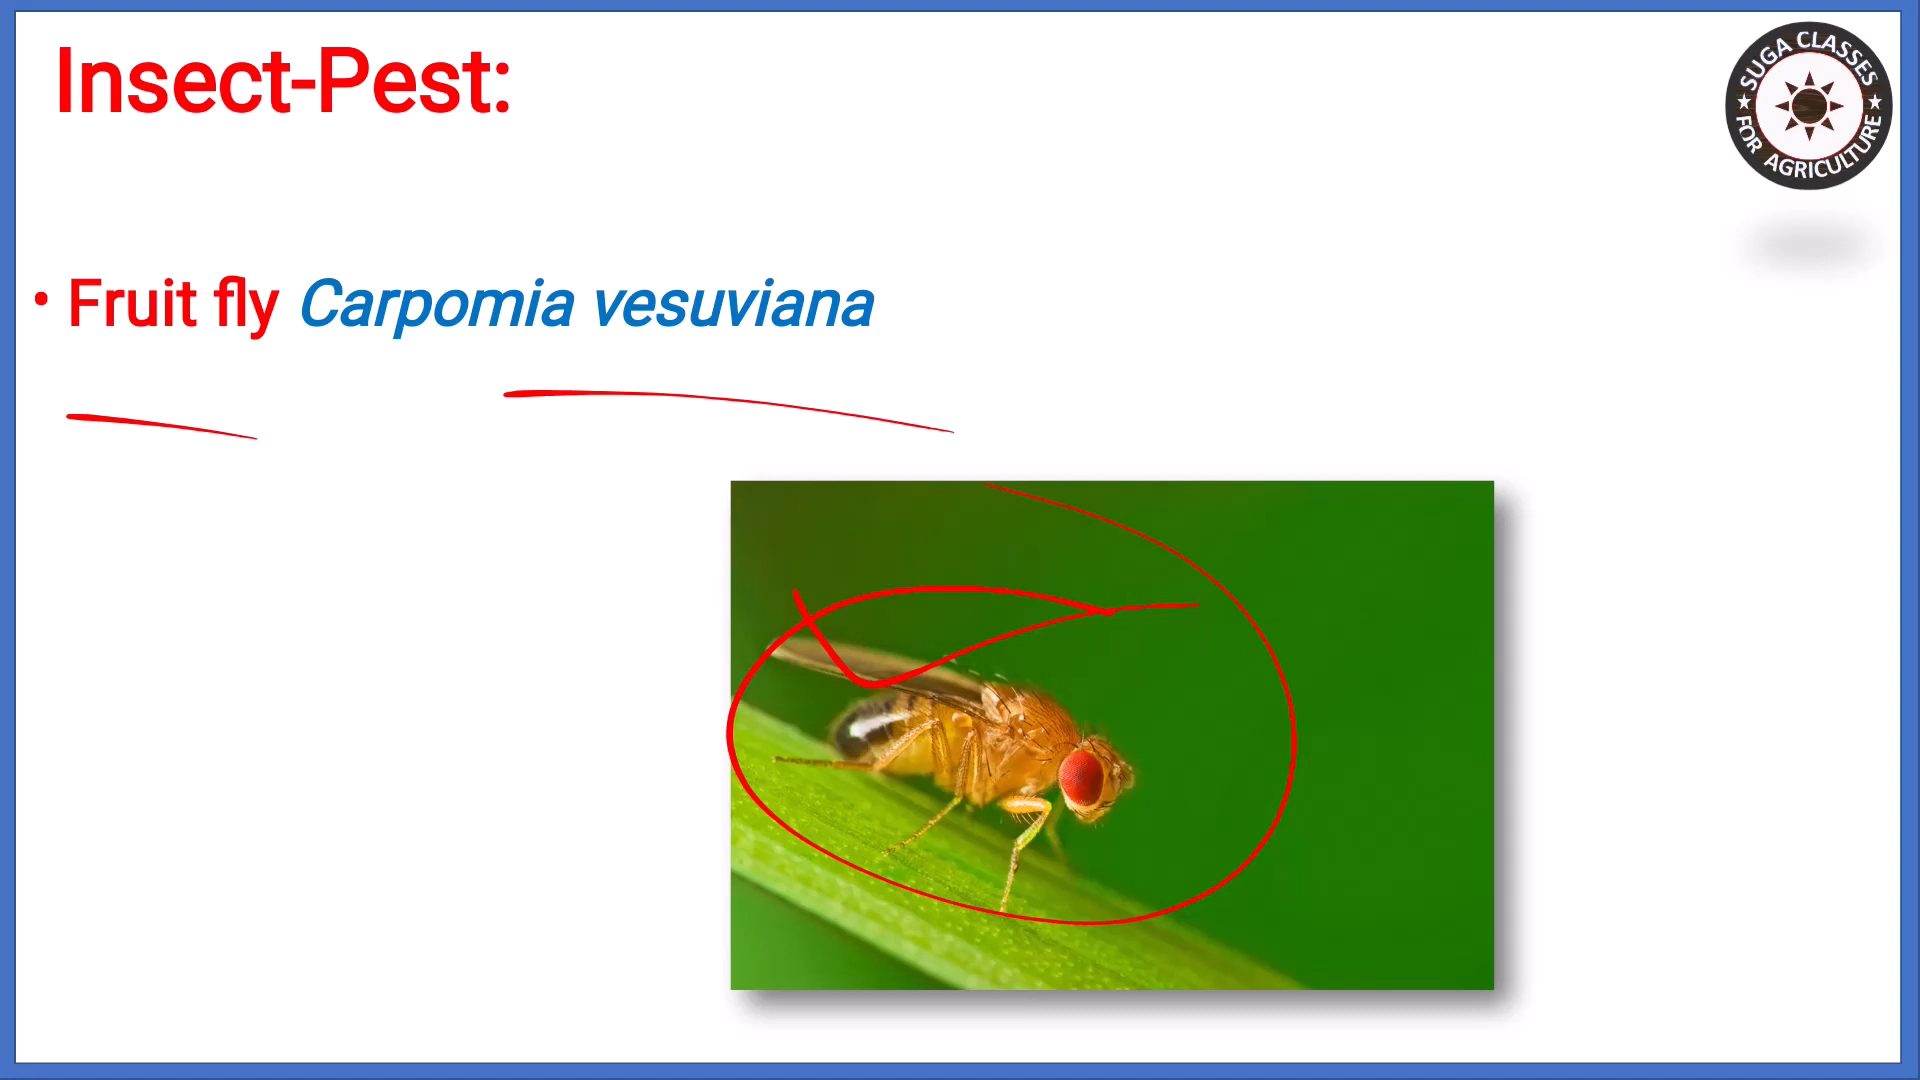 Insect-Pest:
SUGA CLASSES
FOR AGRICULTURE
• Fruit fly Carpomia vesuviana